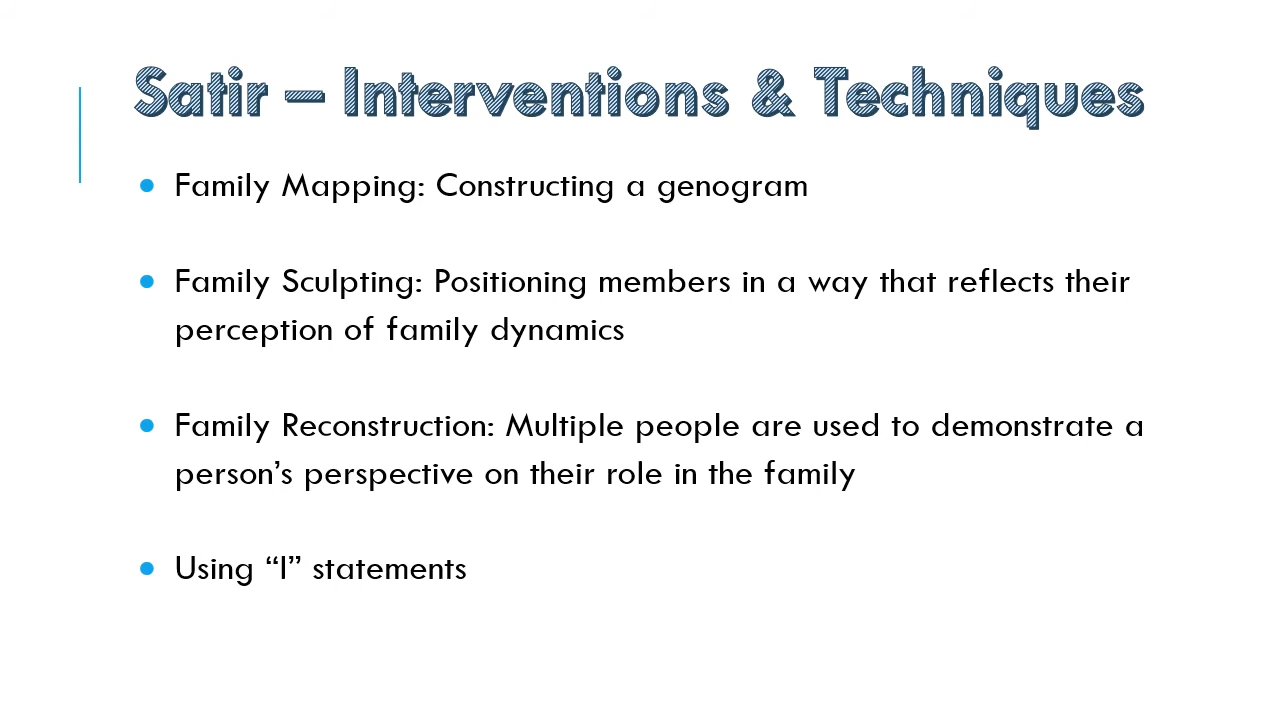 Satir – Interventions & Techniques
• Family Mapping: Constructing a genogram
• Family Sculpting: Positioning members in a way that reflects their
perception of family dynamics
• Family Reconstruction: Multiple people are used to demonstrate a
person’s perspective on their role in the family
• Using “I” statements